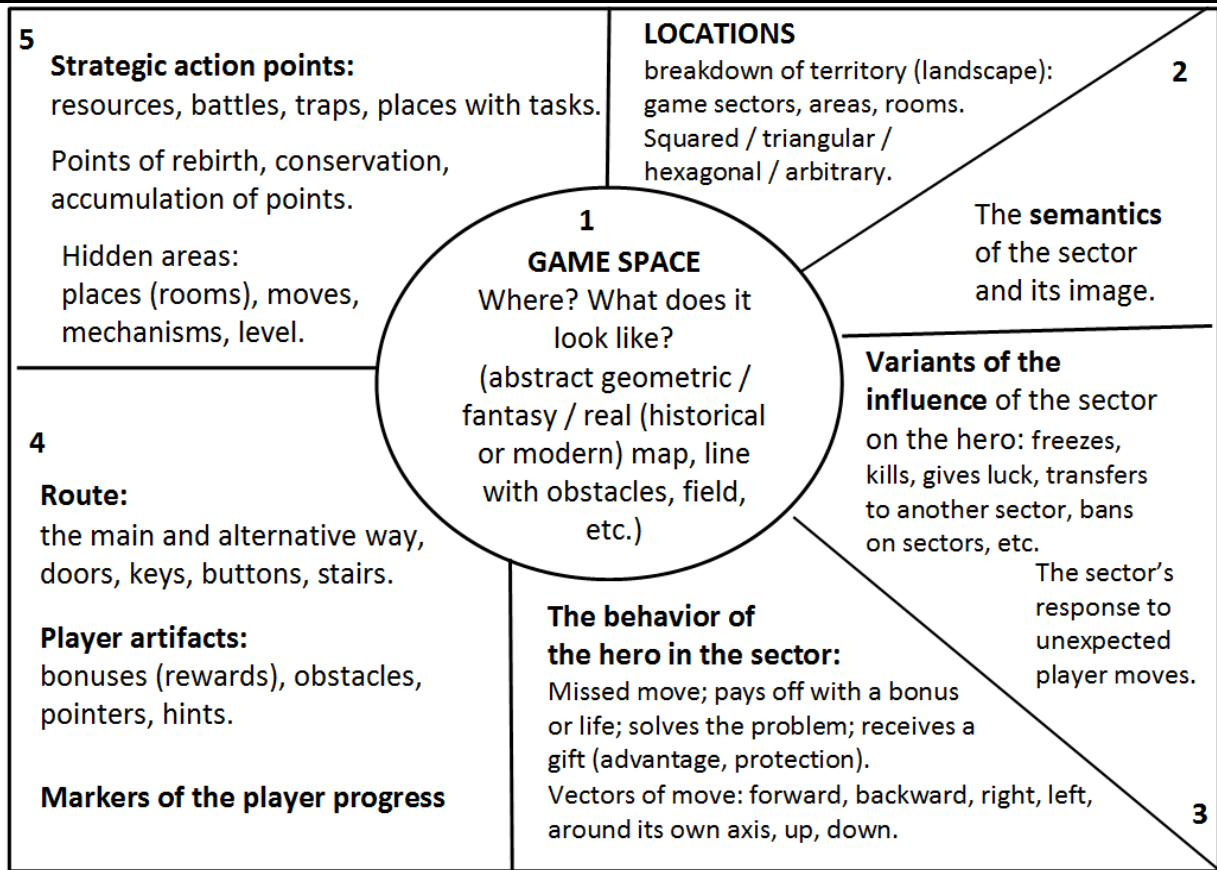 1
GAME SPACE
Where? What does it
look like?
(abstract geometric /
fantasy / real (historical
or modern) map, line
with obstacles, field,
etc.)
LOCATIONS
breakdown of territory (landscape):
game sectors, areas, rooms.
Squared / triangular /
hexagonal / arbitrary.
2
The semantics
of the sector
and its image.
Variants of the
influence of the sector
on the hero: freezes,
kills, gives luck, transfers
to another sector, bans
on sectors, etc.
The sector’s
response to
unexpected
player moves.
3
The behavior of
the hero in the sector:
Missed move; pays off with a bonus
or life; solves the problem; receives a
gift (advantage, protection).
Vectors of move: forward, backward, right, left,
around its own axis, up, down.
4
Route:
the main and alternative way,
doors, keys, buttons, stairs.
Player artifacts:
bonuses (rewards), obstacles,
pointers, hints.
Markers of the player progress
5
Strategic action points:
resources, battles, traps, places with tasks.
Points of rebirth, conservation,
accumulation of points.
Hidden areas:
places (rooms), moves,
mechanisms, level.